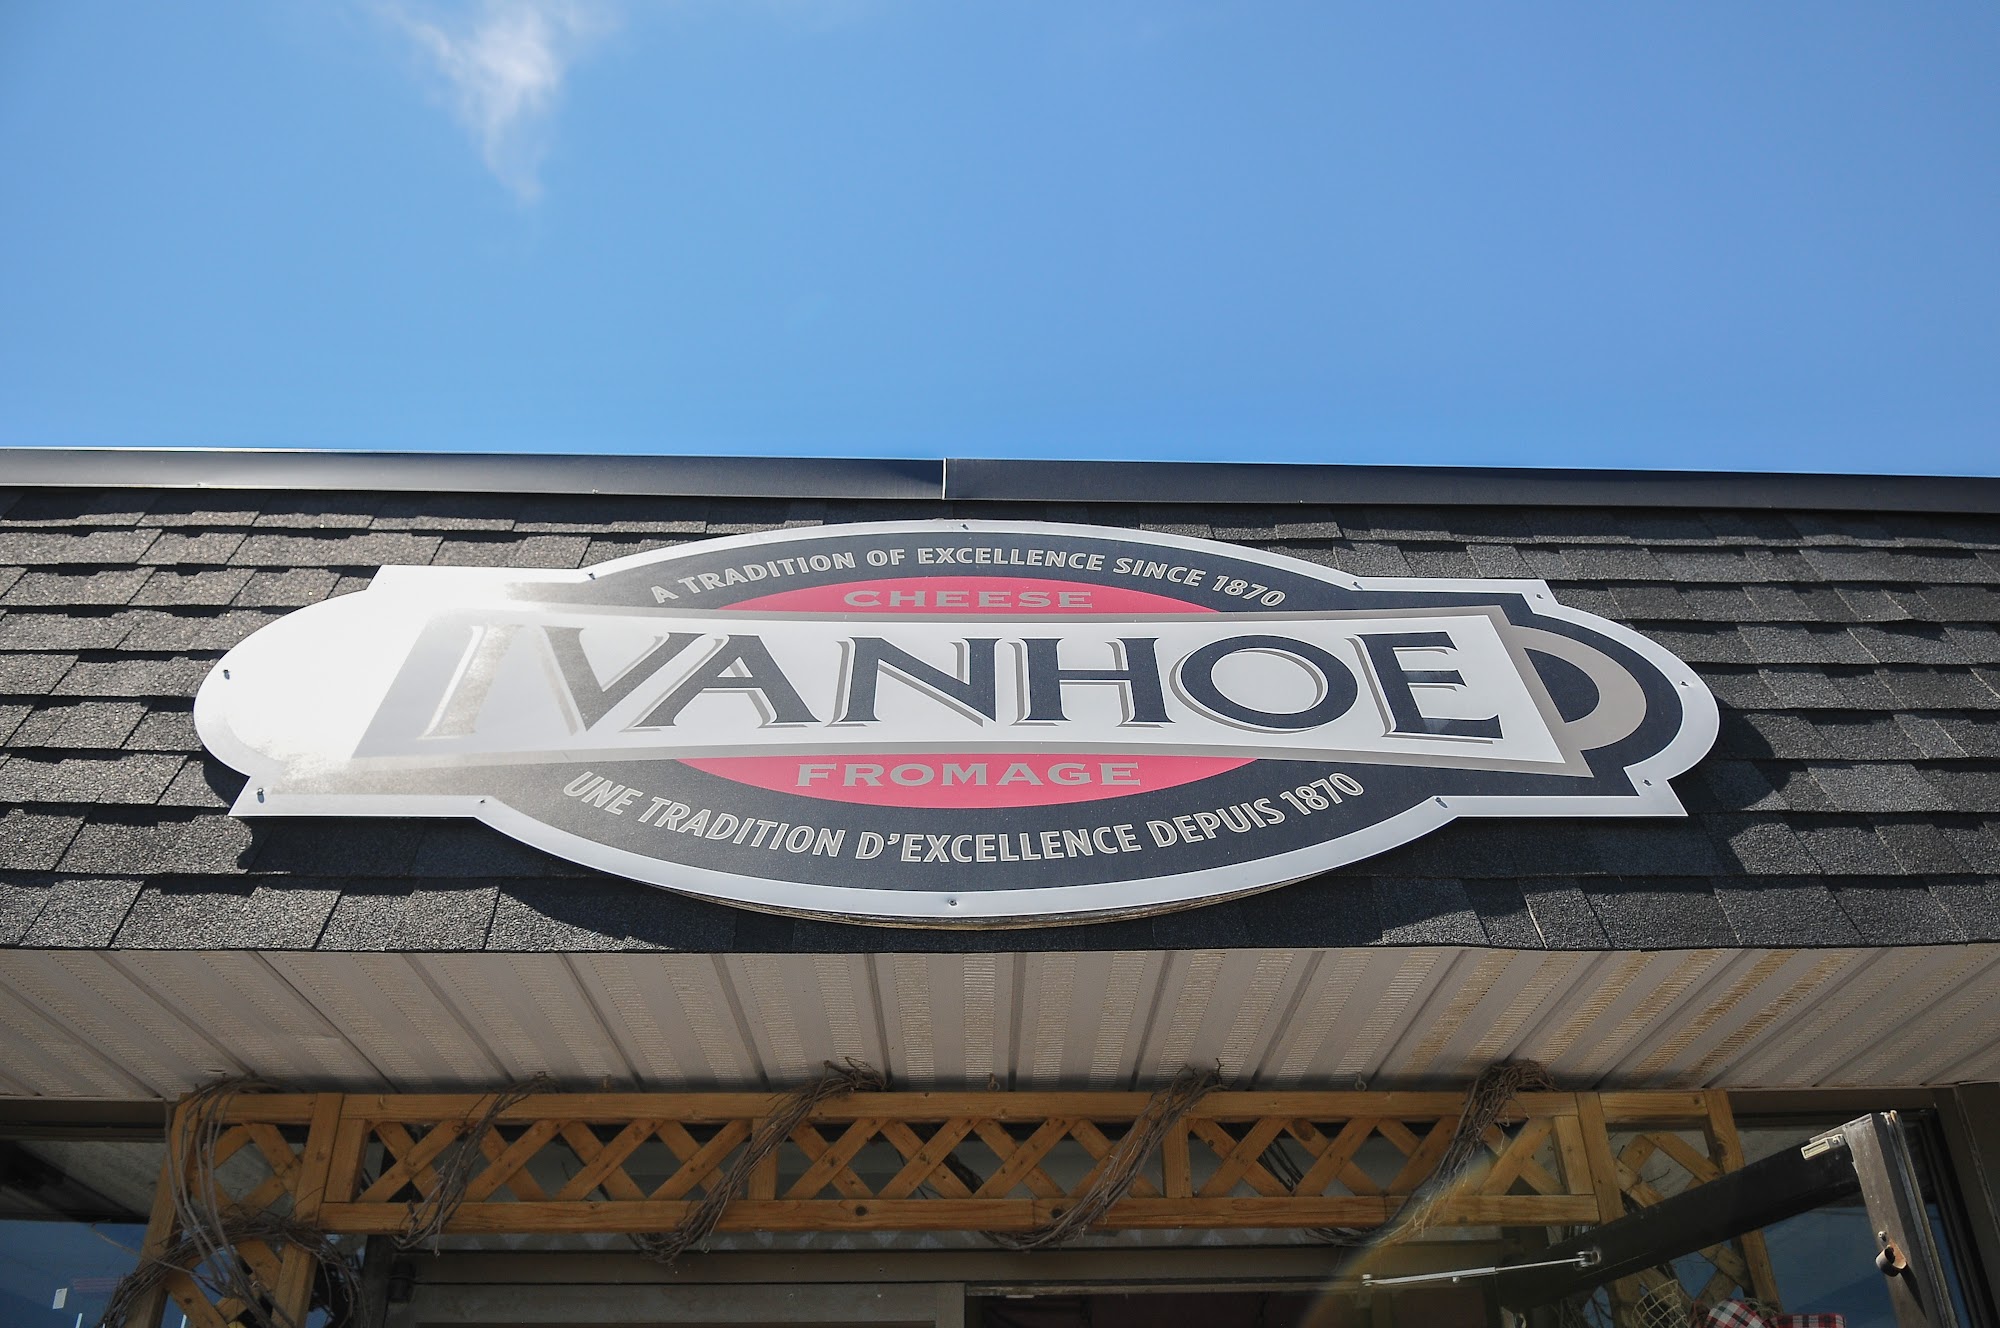 A TRADITION OF EXCELLENCE SINCE 1870
CHEESE
IVANHOE
FROMAGE
UNE TRADITION D'EXCELLENCE DEPUIS 1870